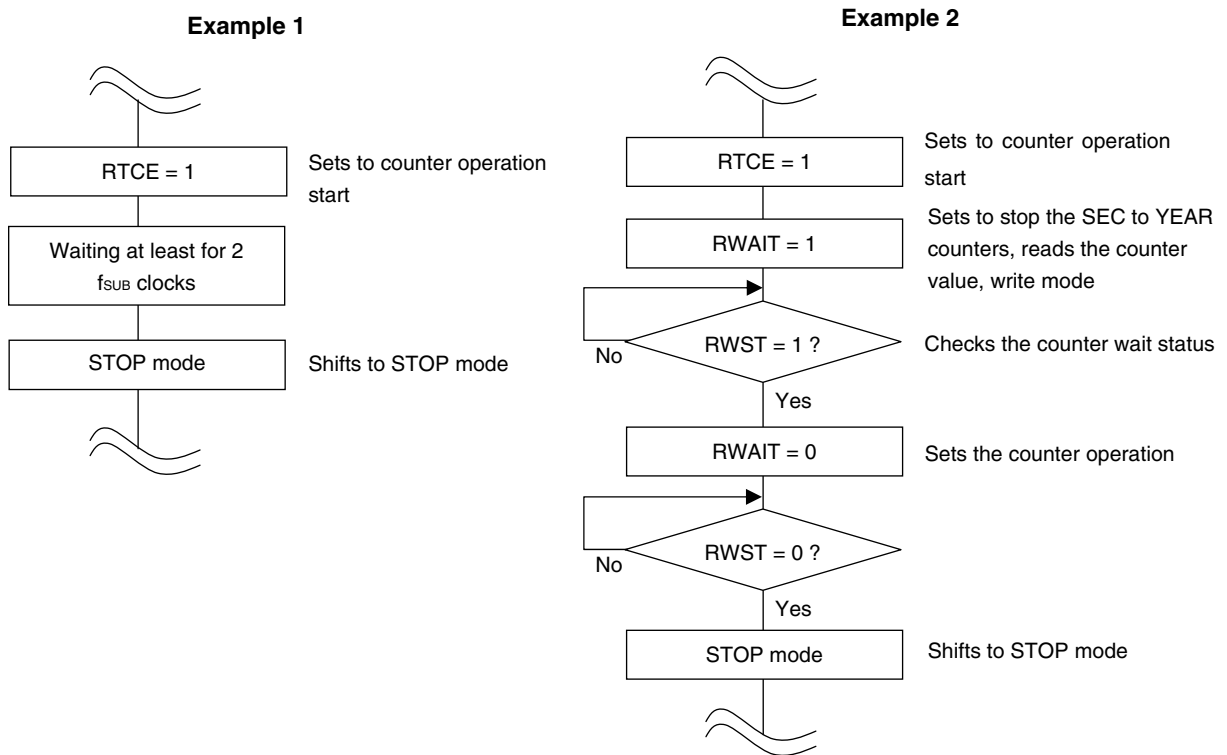 Example 1
RTCE = 1
Sets to counter operation
start
Waiting at least for 2
fSUB clocks
STOP mode
Shifts to STOP mode
Example 2
RTCE = 1
Sets to counter operation
start
RWAIT = 1
Sets to stop the SEC to YEAR
counters, reads the counter
value, write mode
No
RWST = 1 ?
Checks the counter wait status
Yes
RWAIT = 0
Sets the counter operation
No
RWST = 0 ?
Yes
STOP mode
Shifts to STOP mode